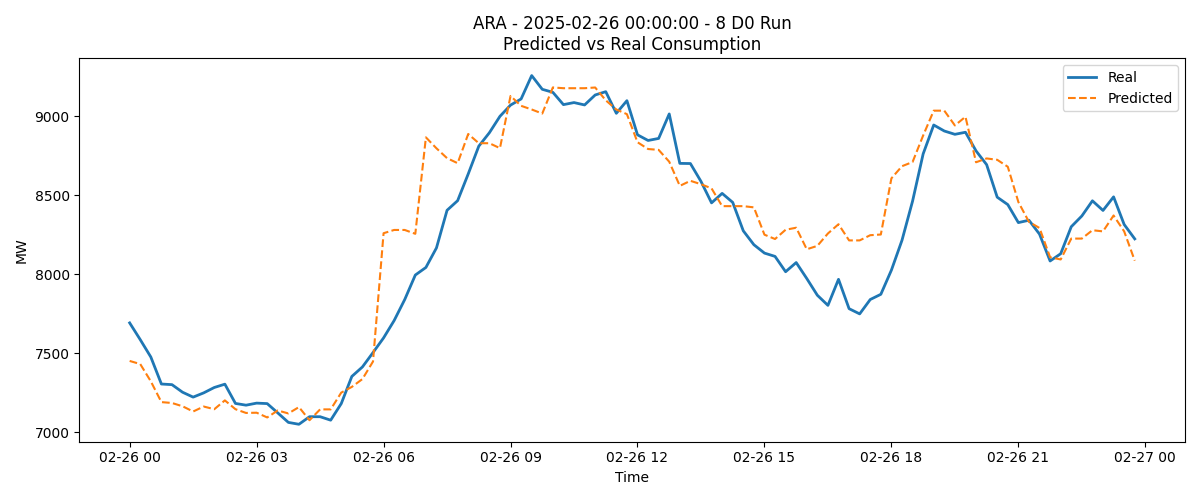 ARA - 2025-02-26 00:00:00 - 8 D0 Run
Predicted vs Real Consumption
Real
Predicted
MW
9000
8500
8000
7500
7000
02-26 00
02-26 03
02-26 06
02-26 09
02-26 12
02-26 15
02-26 18
02-26 21
02-27 00
Time